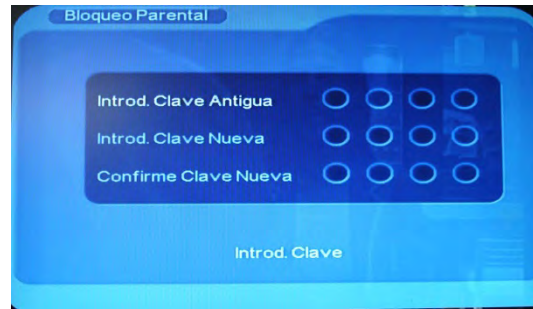 Bloqueo Parental
Introd. Clave Antigua
Introd. Clave Nueva
Confirme Clave Nueva
Introd. Clave